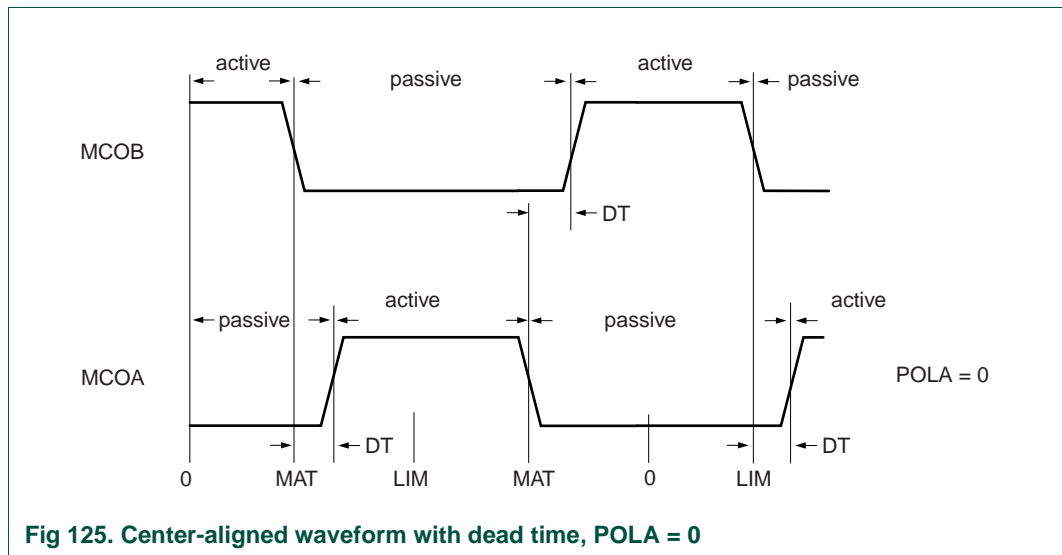 active
passive
active
passive
MCOB
DT
active
active
passive
passive
MCOA
POLA = 0
DT
DT
0
MAT
LIM
MAT
0
LIM
Fig 125. Center-aligned waveform with dead time, POLA = 0